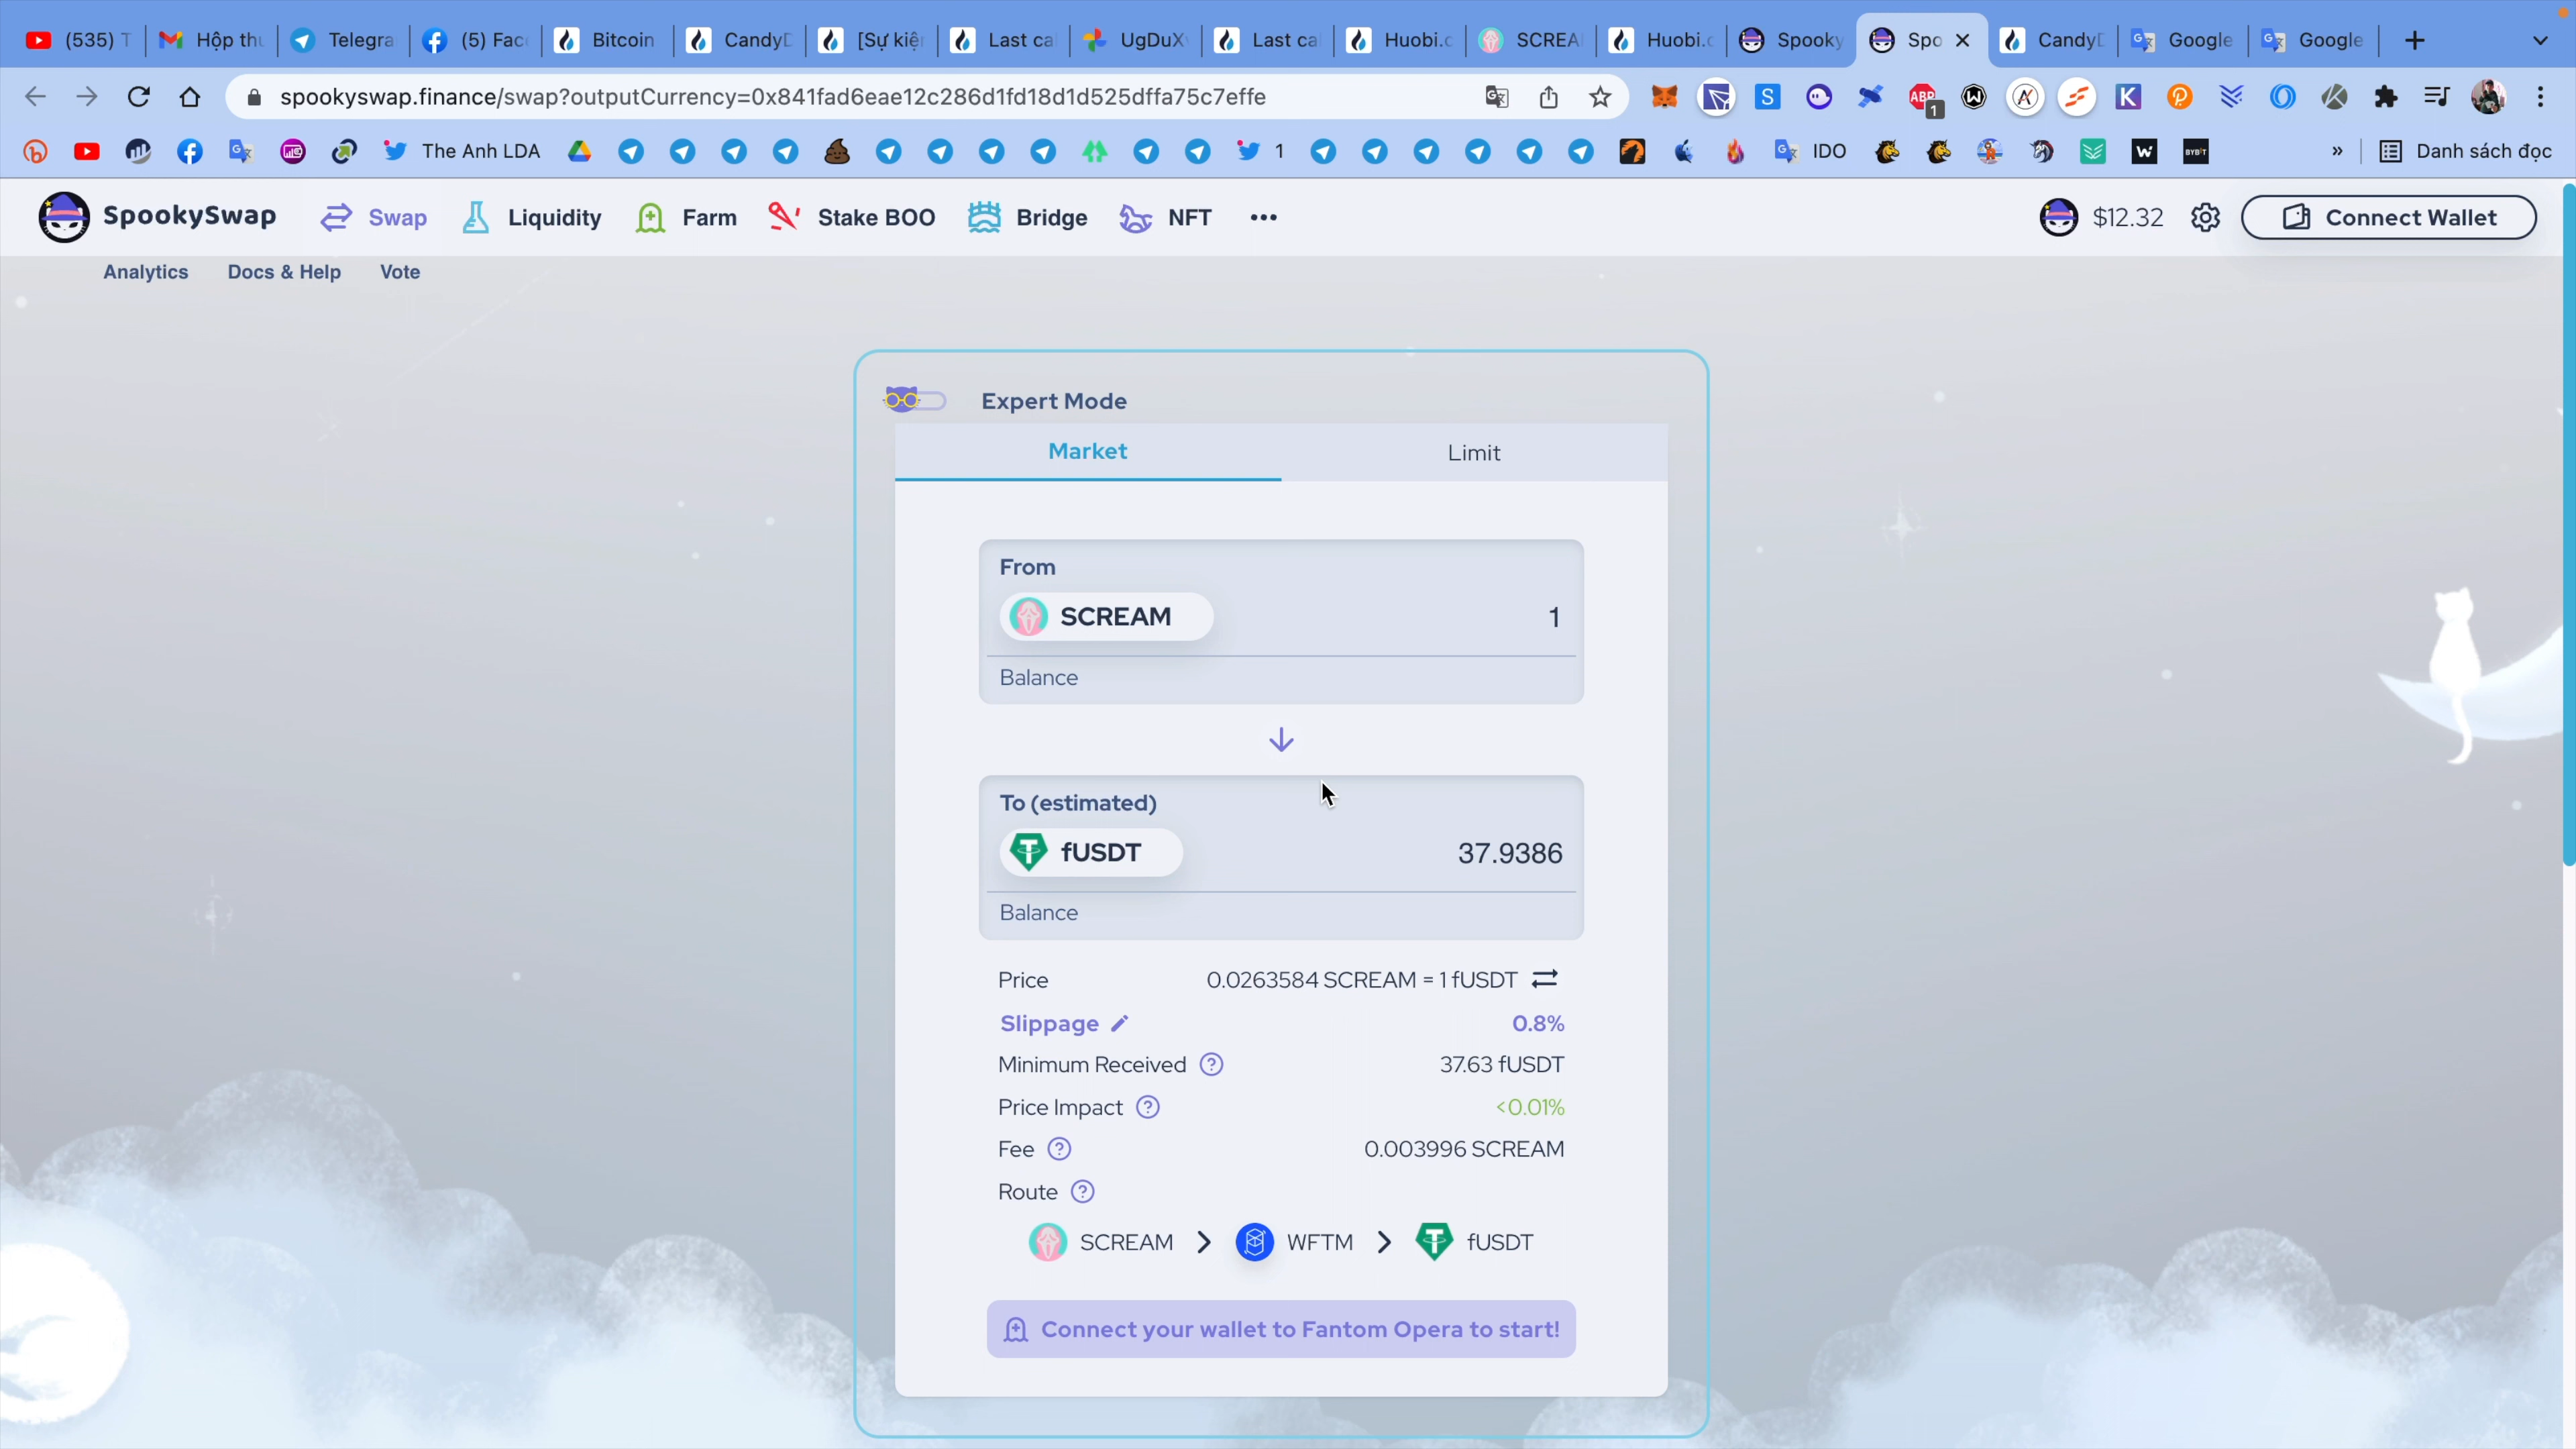 (535) T
Hộp thư
Telegra
(5) Fac
Bitcoin
CandyD
[Sự kiện
Last ca
UgDuX
Last ca
Huobi.c
SCREA
Huobi.c
Spooky
Spo
CandyD
Google
Google
spookyswap.finance/swap?outputCurrency=0x841fad6eae12c286d1fd18d1d525dffa75c7effe
ABP
1
The Anh LDA
1
IDO
BYBIT
»
Danh sách đọc
SpookySwap
Swap
Liquidity
Farm
Stake BOO
Bridge
NFT
$12.32
Connect Wallet
Analytics
Docs & Help
Vote
Expert Mode
Market
Limit
From
SCREAM
1
Balance
To (estimated)
fUSDT
37.9386
Balance
Price
0.0263584 SCREAM = 1 fUSDT
Slippage
0.8%
Minimum Received
37.63 fUSDT
Price Impact
<0.01%
Fee
0.003996 SCREAM
Route
SCREAM > WFTM > fUSDT
Connect your wallet to Fantom Opera to start!